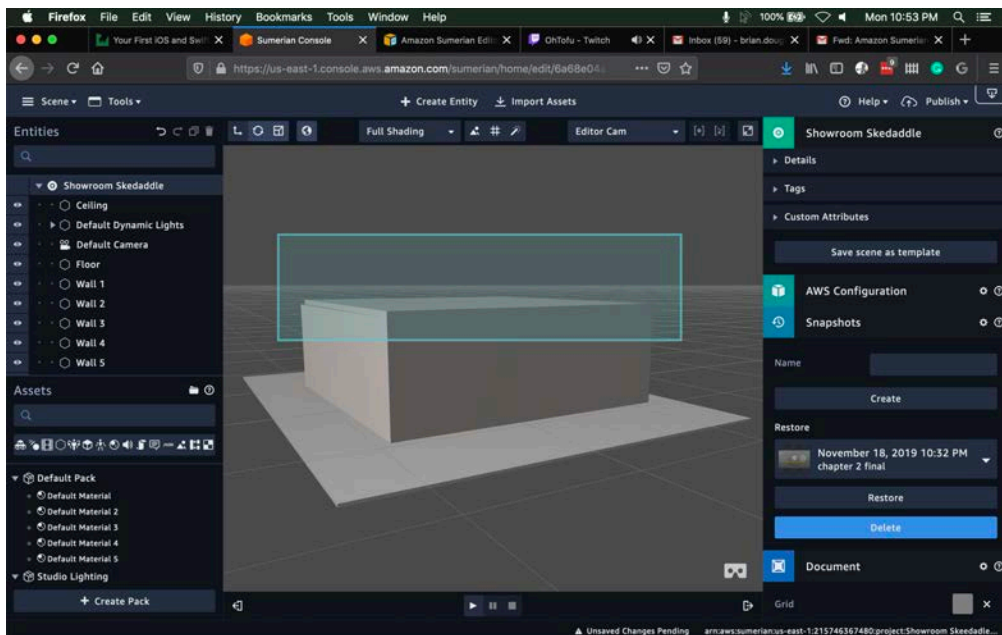 Firefox File Edit View History Bookmarks Tools Window Help 100% Mon 10:53 PM
Your First iOS and Swif Sumerian Console Amazon Sumerian Edit OhTofu - Twitch Inbox (59) - brian.doug Fwd: Amazon Sumerian
https://us-east-1.console.aws.amazon.com/sumerian/home/edit/6a68e04
Scene Tools + Create Entity Import Assets Help Publish
Entities
Full Shading Editor Cam
Showroom Skedaddle
Details
Tags
Custom Attributes
Save scene as template
AWS Configuration
Snapshots
Name
Create
Restore
November 18, 2019 10:32 PM
chapter 2 final
Restore
Delete
Document
Grid
Showroom Skedaddle
Ceiling
Default Dynamic Lights
Default Camera
Floor
Wall 1
Wall 2
Wall 3
Wall 4
Wall 5
Assets
Default Pack
Default Material
Default Material 2
Default Material 3
Default Material 4
Default Material 5
Studio Lighting
+ Create Pack
Unsaved Changes Pending arn:aws:sumerian:us-east-1:215746367480:project:Showroom Skeedadle...